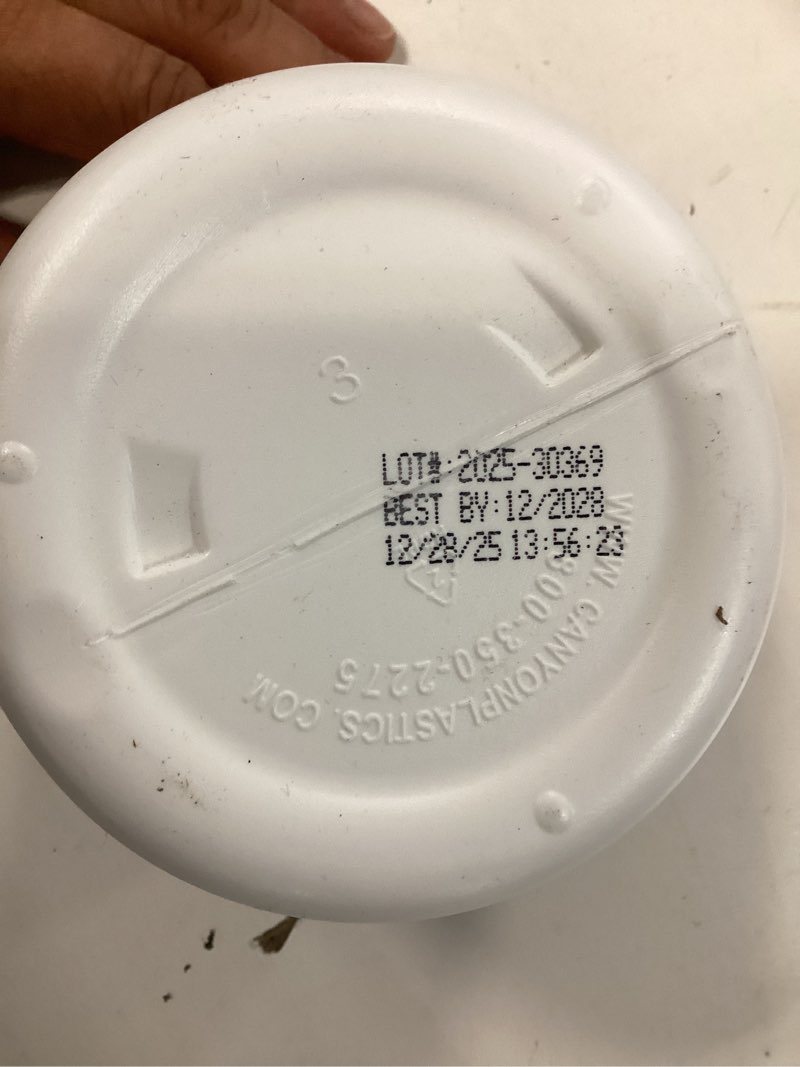 3
LOT#:2025-30369
BEST BY:12/2028
12/28/25 13:56:23
WWW.CANYONPLASTICS.COM
800-350-2275